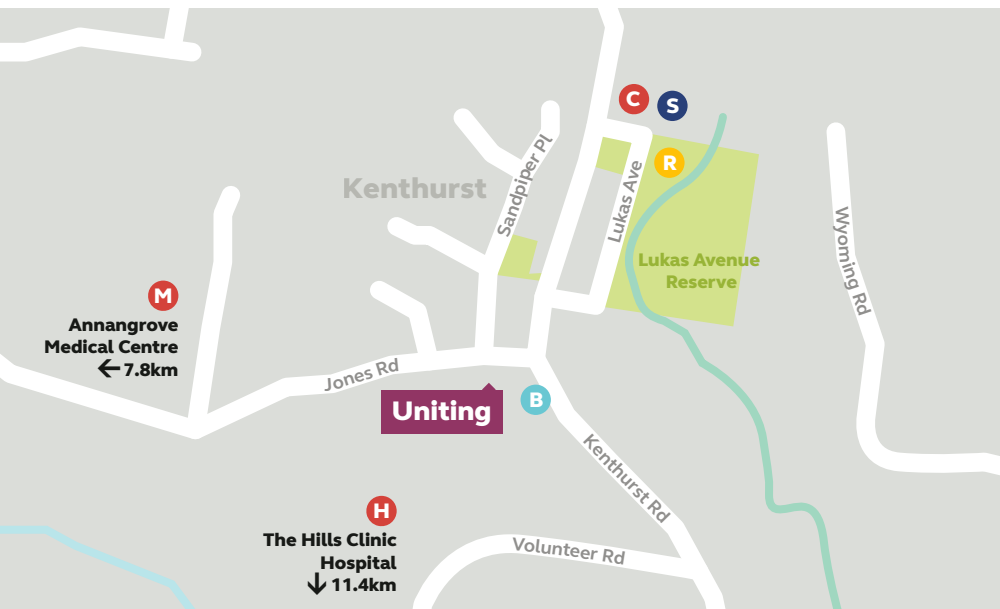 C
S
R
Kenthurst
Sandpiper Pl
Lukas Ave
Wyoming Rd
Lukas Avenue
Reserve
M
Annangrove
Medical Centre
← 7.8km
Jones Rd
Uniting
B
Kenthurst Rd
H
The Hills Clinic
Hospital
↓ 11.4km
Volunteer Rd